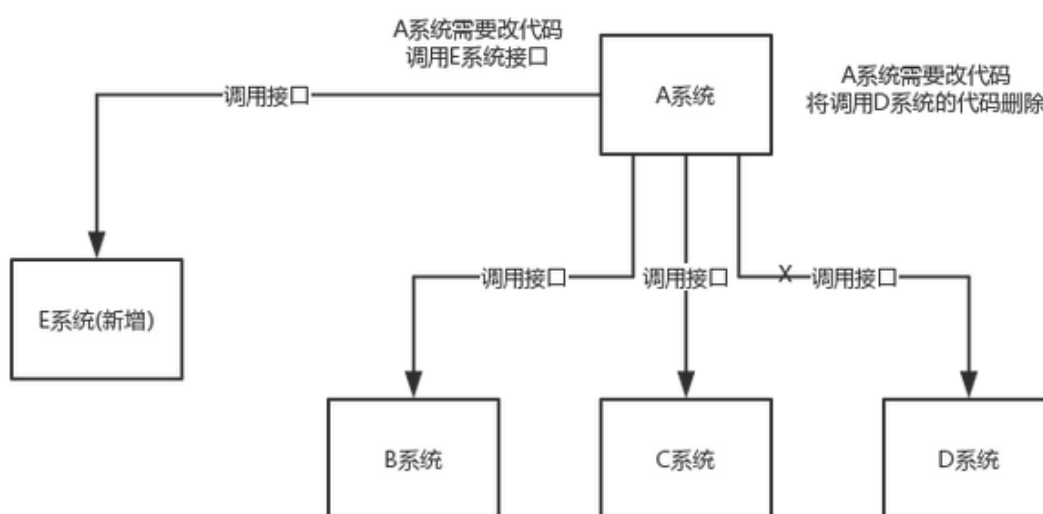 A系统需要改代码
调用E系统接口
A系统
A系统需要改代码
将调用D系统的代码删除
调用接口
E系统(新增)
调用接口
调用接口
X
调用接口
B系统
C系统
D系统